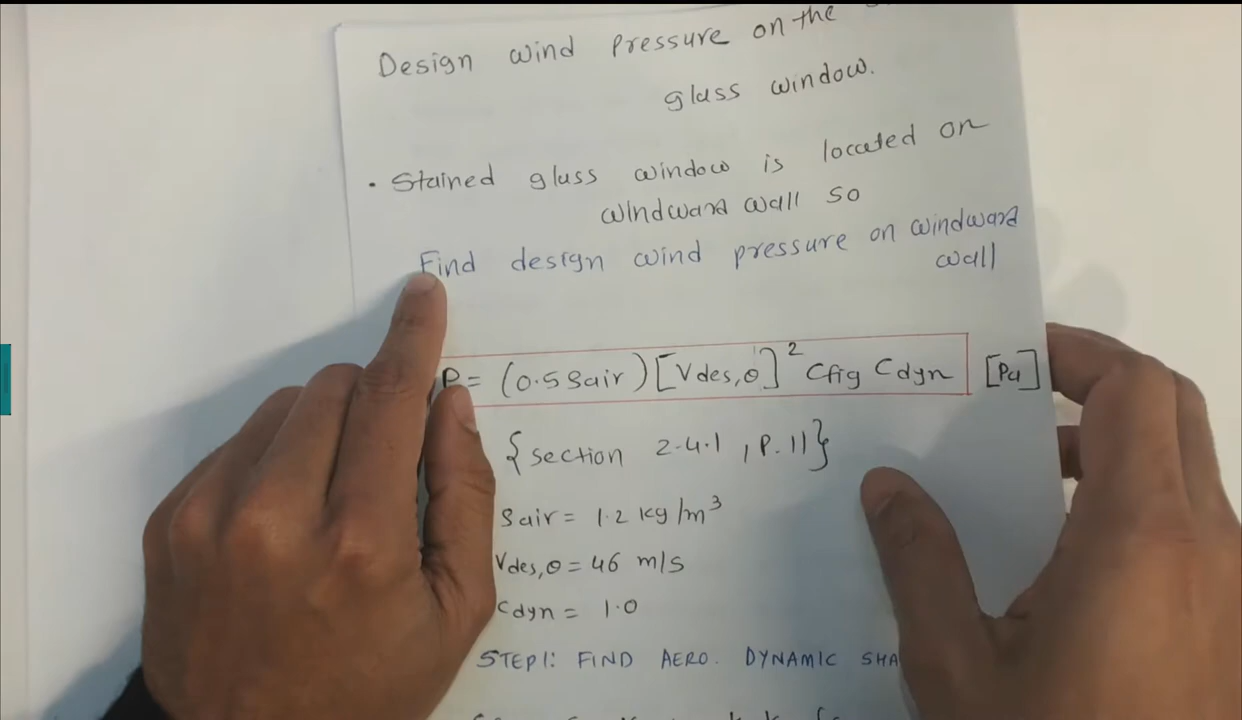 Design wind pressure on the
glass window.
• Stained glass window is located on
windward wall so
Find design wind pressure on windward
wall
P = (0.5 ρair) [Vdes,θ]² Cfig Cdyn [Pa]
{section 2.4.1, P.11}
ρair = 1.2 kg/m³
Vdes,θ = 46 m/s
Cdyn = 1.0
STEP1: FIND AERO. DYNAMIC SHA